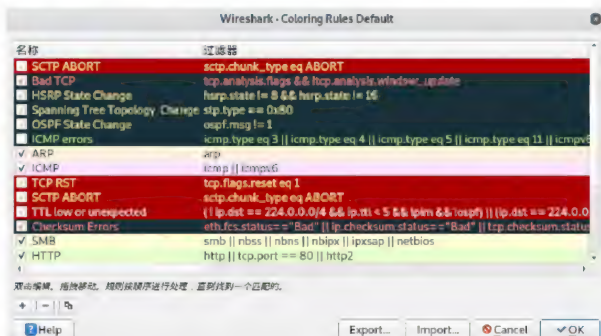 Wireshark · Coloring Rules Default
名称 过滤器
SCTP ABORT sctp.chunk_type eq ABORT
Bad TCP tcp.analysis.flags && !tcp.analysis.window_update
HSRP State Change hsrp.state != 8 && hsrp.state != 16
Spanning Tree Topology Change stp.type == 0x80
OSPF State Change ospf.msg != 1
ICMP errors icmp.type eq 3 || icmp.type eq 4 || icmp.type eq 5 || icmp.type eq 11 || icmpv6
ARP arp
ICMP icmp || icmpv6
TCP RST tcp.flags.reset eq 1
SCTP ABORT sctp.chunk_type eq ABORT
TTL low or unexpected ( ! ip.dst == 224.0.0.0/4 && ip.ttl < 5 && !pim && !ospf) || (ip.dst == 224.0.0
Checksum Errors eth.fcs.status=="Bad" || ip.checksum.status=="Bad" || tcp.checksum.status
SMB smb || nbss || nbns || nbipx || ipxsap || netbios
HTTP http || tcp.port == 80 || http2
双击编辑。拖拽移动。规则按顺序进行处理，直到找到一个匹配的。
Help Export... Import... Cancel OK